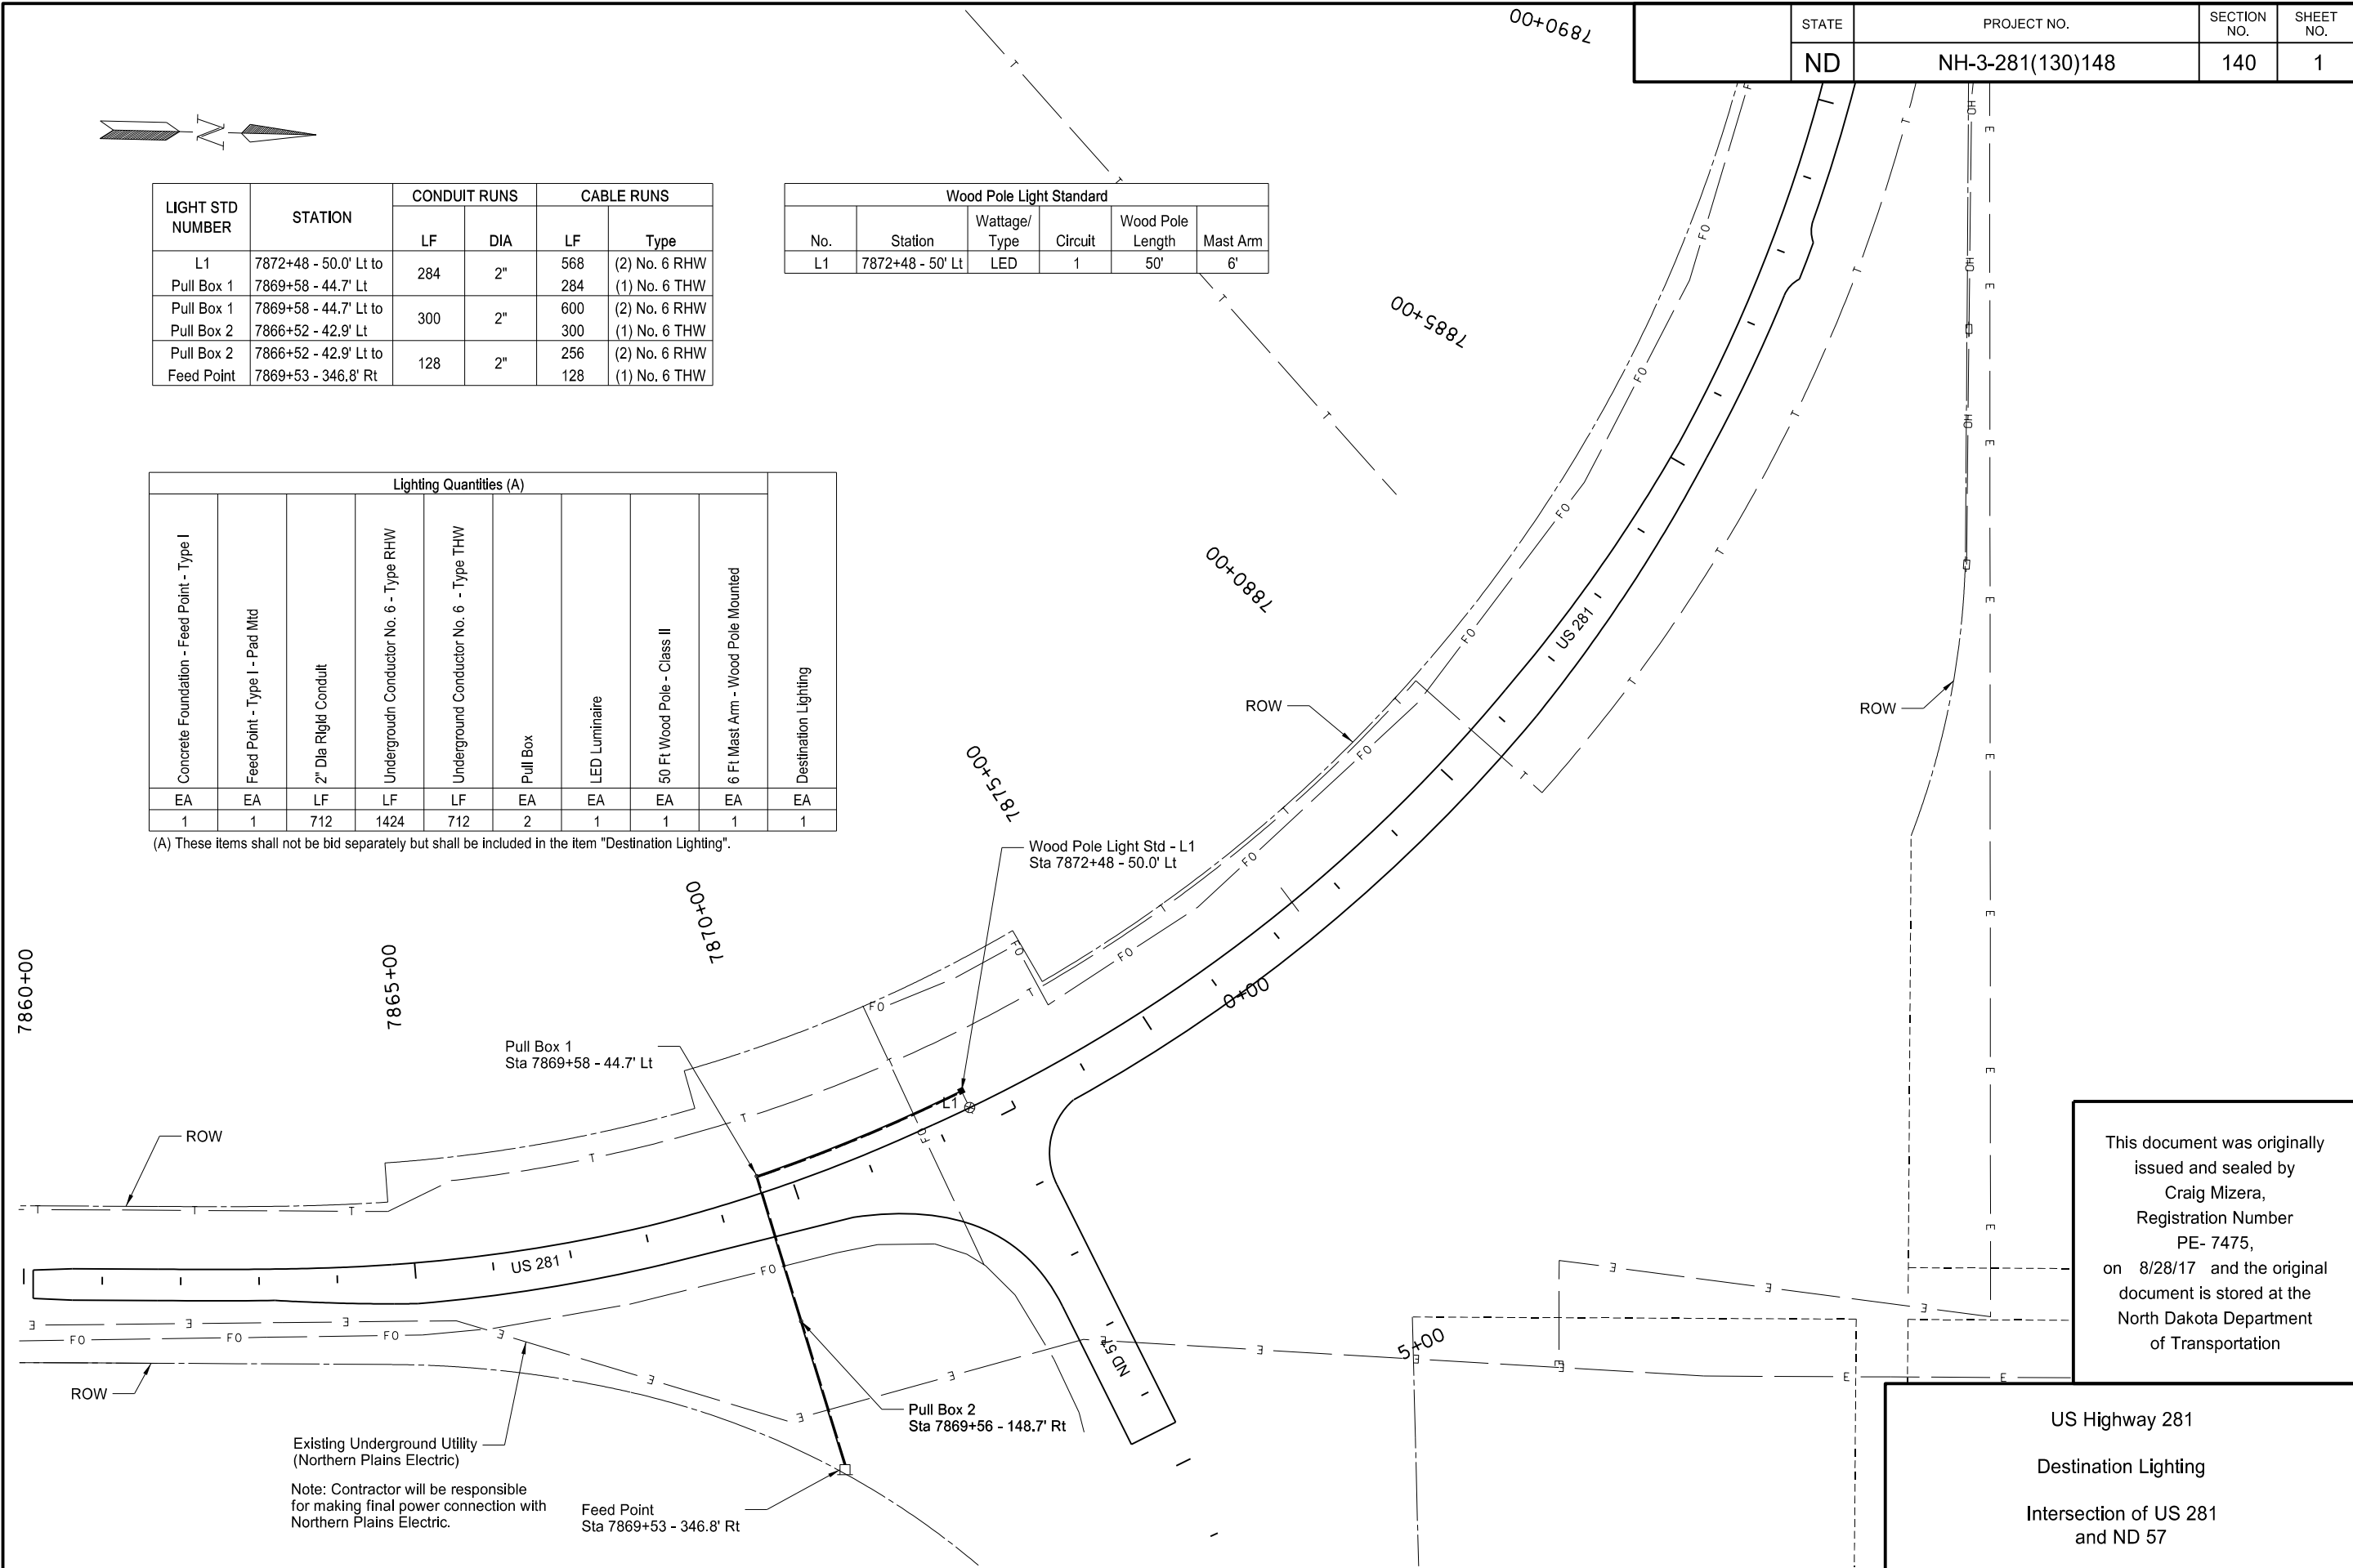 STATE
PROJECT NO.
SECTION NO.
SHEET NO.
ND
NH-3-281(130)148
140
1
N
LIGHT STD NUMBER
STATION
CONDUIT RUNS
CABLE RUNS
LF
DIA
LF
Type
L1
7872+48 - 50.0' Lt to
284
2"
568
(2) No. 6 RHW
Pull Box 1
7869+58 - 44.7' Lt
284
(1) No. 6 THW
Pull Box 1
7869+58 - 44.7' Lt to
300
2"
600
(2) No. 6 RHW
Pull Box 2
7866+52 - 42.9' Lt
300
(1) No. 6 THW
Pull Box 2
7866+52 - 42.9' Lt to
128
2"
256
(2) No. 6 RHW
Feed Point
7869+53 - 346.8' Rt
128
(1) No. 6 THW
Wood Pole Light Standard
No.
Station
Wattage/ Type
Circuit
Wood Pole Length
Mast Arm
L1
7872+48 - 50' Lt
LED
1
50'
6'
Lighting Quantities (A)
Concrete Foundation - Feed Point - Type I
Feed Point - Type I - Pad Mtd
2" Dia Rigid Conduit
Undergroudn Conductor No. 6 - Type RHW
Underground Conductor No. 6 - Type THW
Pull Box
LED Luminaire
50 Ft Wood Pole - Class II
6 Ft Mast Arm - Wood Pole Mounted
Destination Lighting
EA EA LF LF LF EA EA EA EA EA
1 1 712 1424 712 2 1 1 1 1
(A) These items shall not be bid separately but shall be included in the item "Destination Lighting".
7860+00
7865+00
7870+00
7875+00
7880+00
7885+00
7890+00
0+00
5+00
US 281
US 281
ND 57
ROW
ROW
ROW
ROW
Wood Pole Light Std - L1
Sta 7872+48 - 50.0' Lt
L1
Pull Box 1
Sta 7869+58 - 44.7' Lt
Pull Box 2
Sta 7869+56 - 148.7' Rt
Feed Point
Sta 7869+53 - 346.8' Rt
Existing Underground Utility
(Northern Plains Electric)
Note: Contractor will be responsible
for making final power connection with
Northern Plains Electric.
This document was originally
issued and sealed by
Craig Mizera,
Registration Number
PE- 7475,
on 8/28/17 and the original
document is stored at the
North Dakota Department
of Transportation
US Highway 281
Destination Lighting
Intersection of US 281
and ND 57